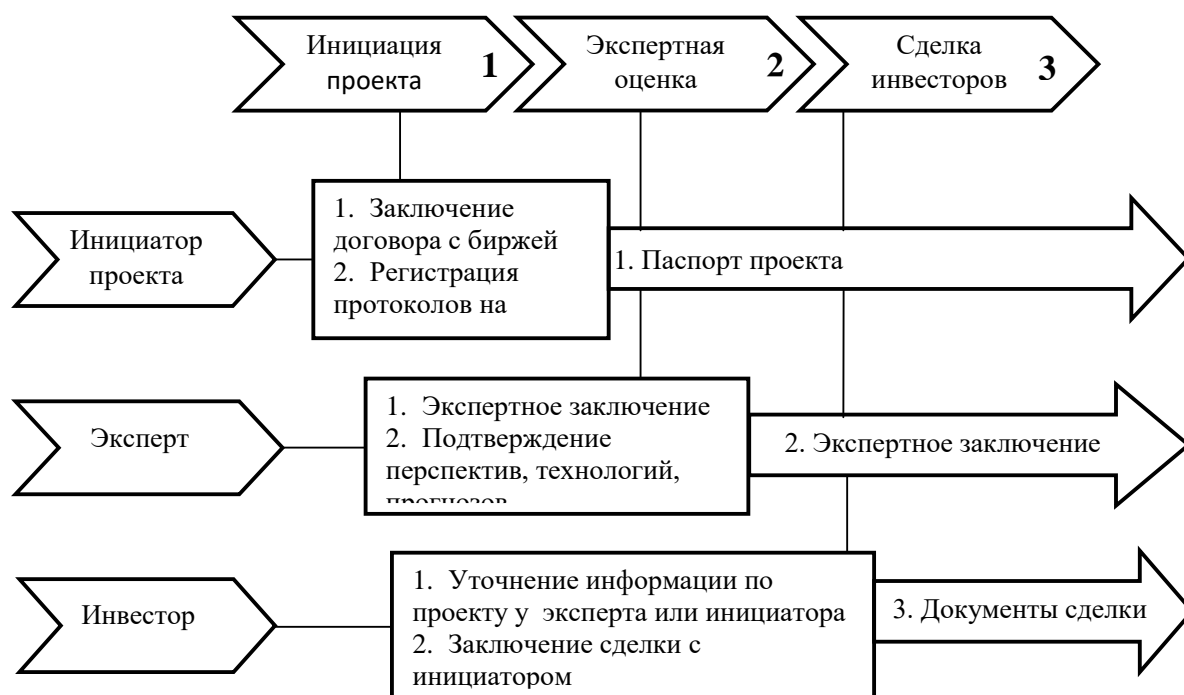 Инициация
проекта
1
Экспертная
оценка
2
Сделка
инвесторов
3
Инициатор
проекта
1. Заключение
договора с биржей
2. Регистрация
протоколов на
1. Паспорт проекта
Эксперт
1. Экспертное заключение
2. Подтверждение
перспектив, технологий,
прогнозов
2. Экспертное заключение
Инвестор
1. Уточнение информации по
проекту у эксперта или инициатора
2. Заключение сделки с
инициатором
3. Документы сделки